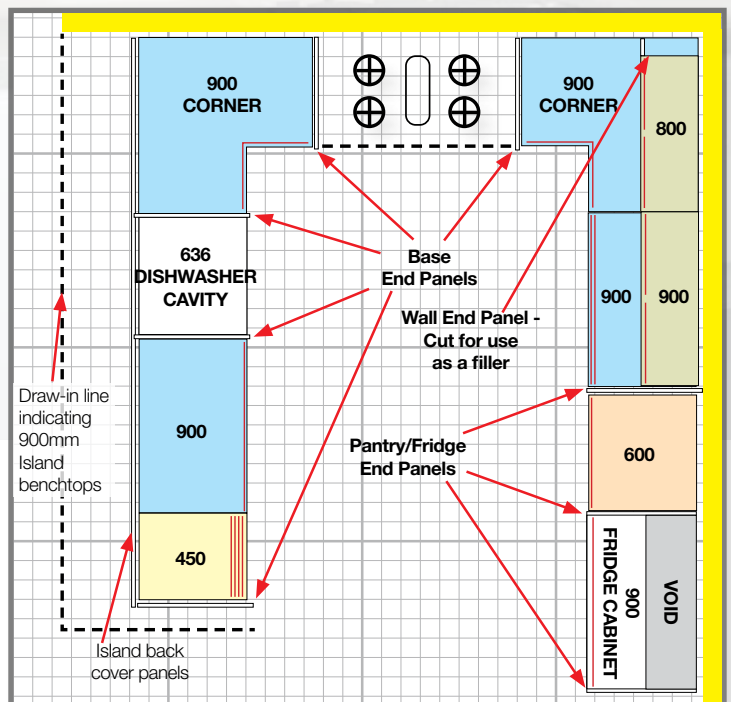 900
CORNER
900
CORNER
800
636
DISHWASHER
CAVITY
Base
End Panels
900
900
Wall End Panel -
Cut for use
as a filler
Draw-in line
indicating
900mm
Island
benchtops
900
Pantry/Fridge
End Panels
600
450
FRIDGE CABINET
900
VOID
Island back
cover panels